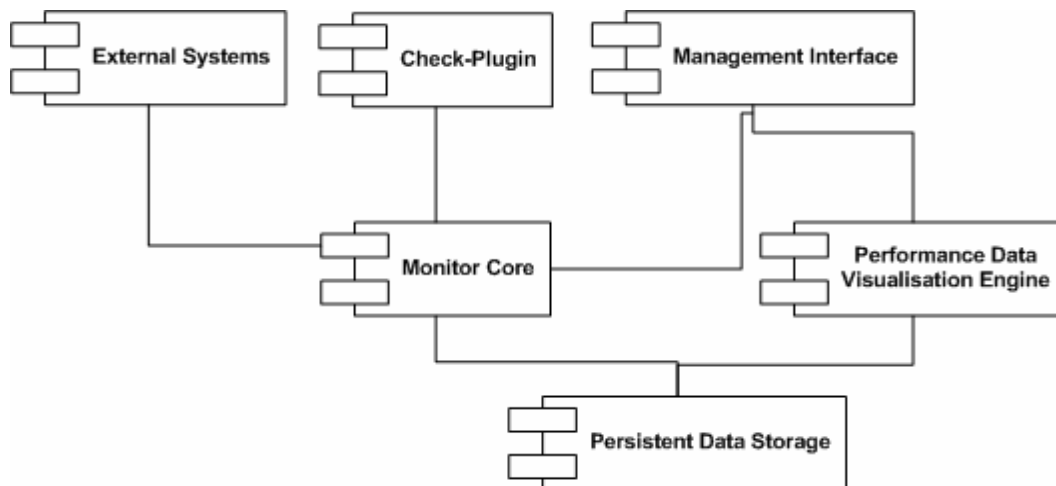 External Systems
Check-Plugin
Management Interface
Monitor Core
Performance Data
Visualisation Engine
Persistent Data Storage